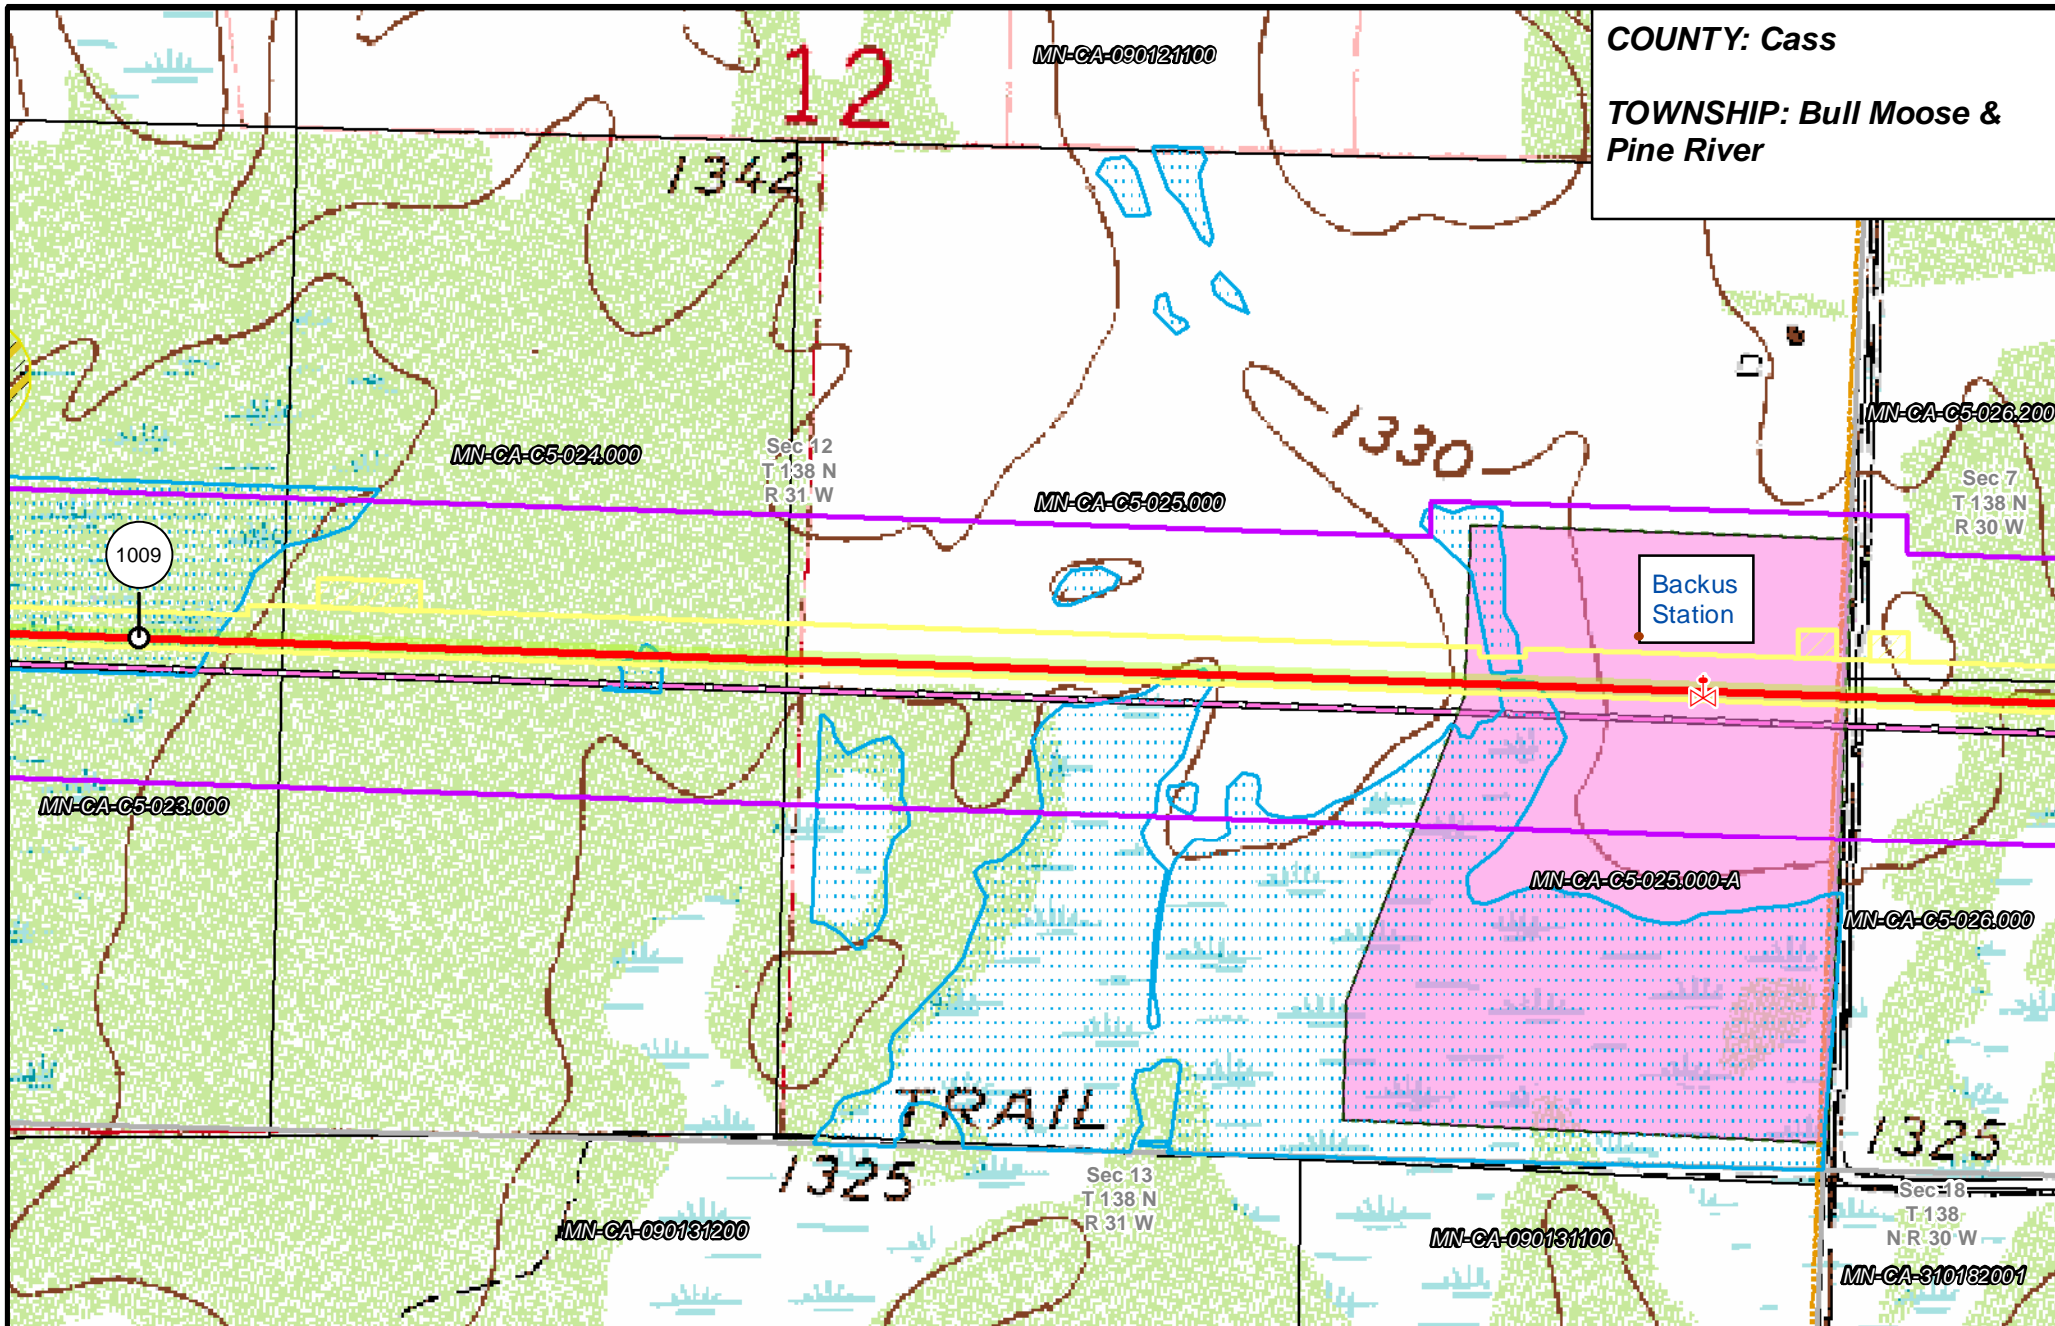 COUNTY: Cass
TOWNSHIP: Bull Moose &
Pine River
12
MN-CA-090121100
1342
MN-CA-C5-026.200
1330
MN-CA-C5-024.000
Sec 12
T 138 N
R 31 W
MN-CA-C5-025.000
Sec 7
T 138 N
R 30 W
1009
Backus
Station
MN-CA-C5-023.000
MN-CA-C5-025.000-A
MN-CA-C5-026.000
TRAIL
1325
1325
Sec 13
T 138 N
R 31 W
Sec 18
T 138
N R 30 W
MN-CA-090131200
MN-CA-090131100
MN-CA-310182001